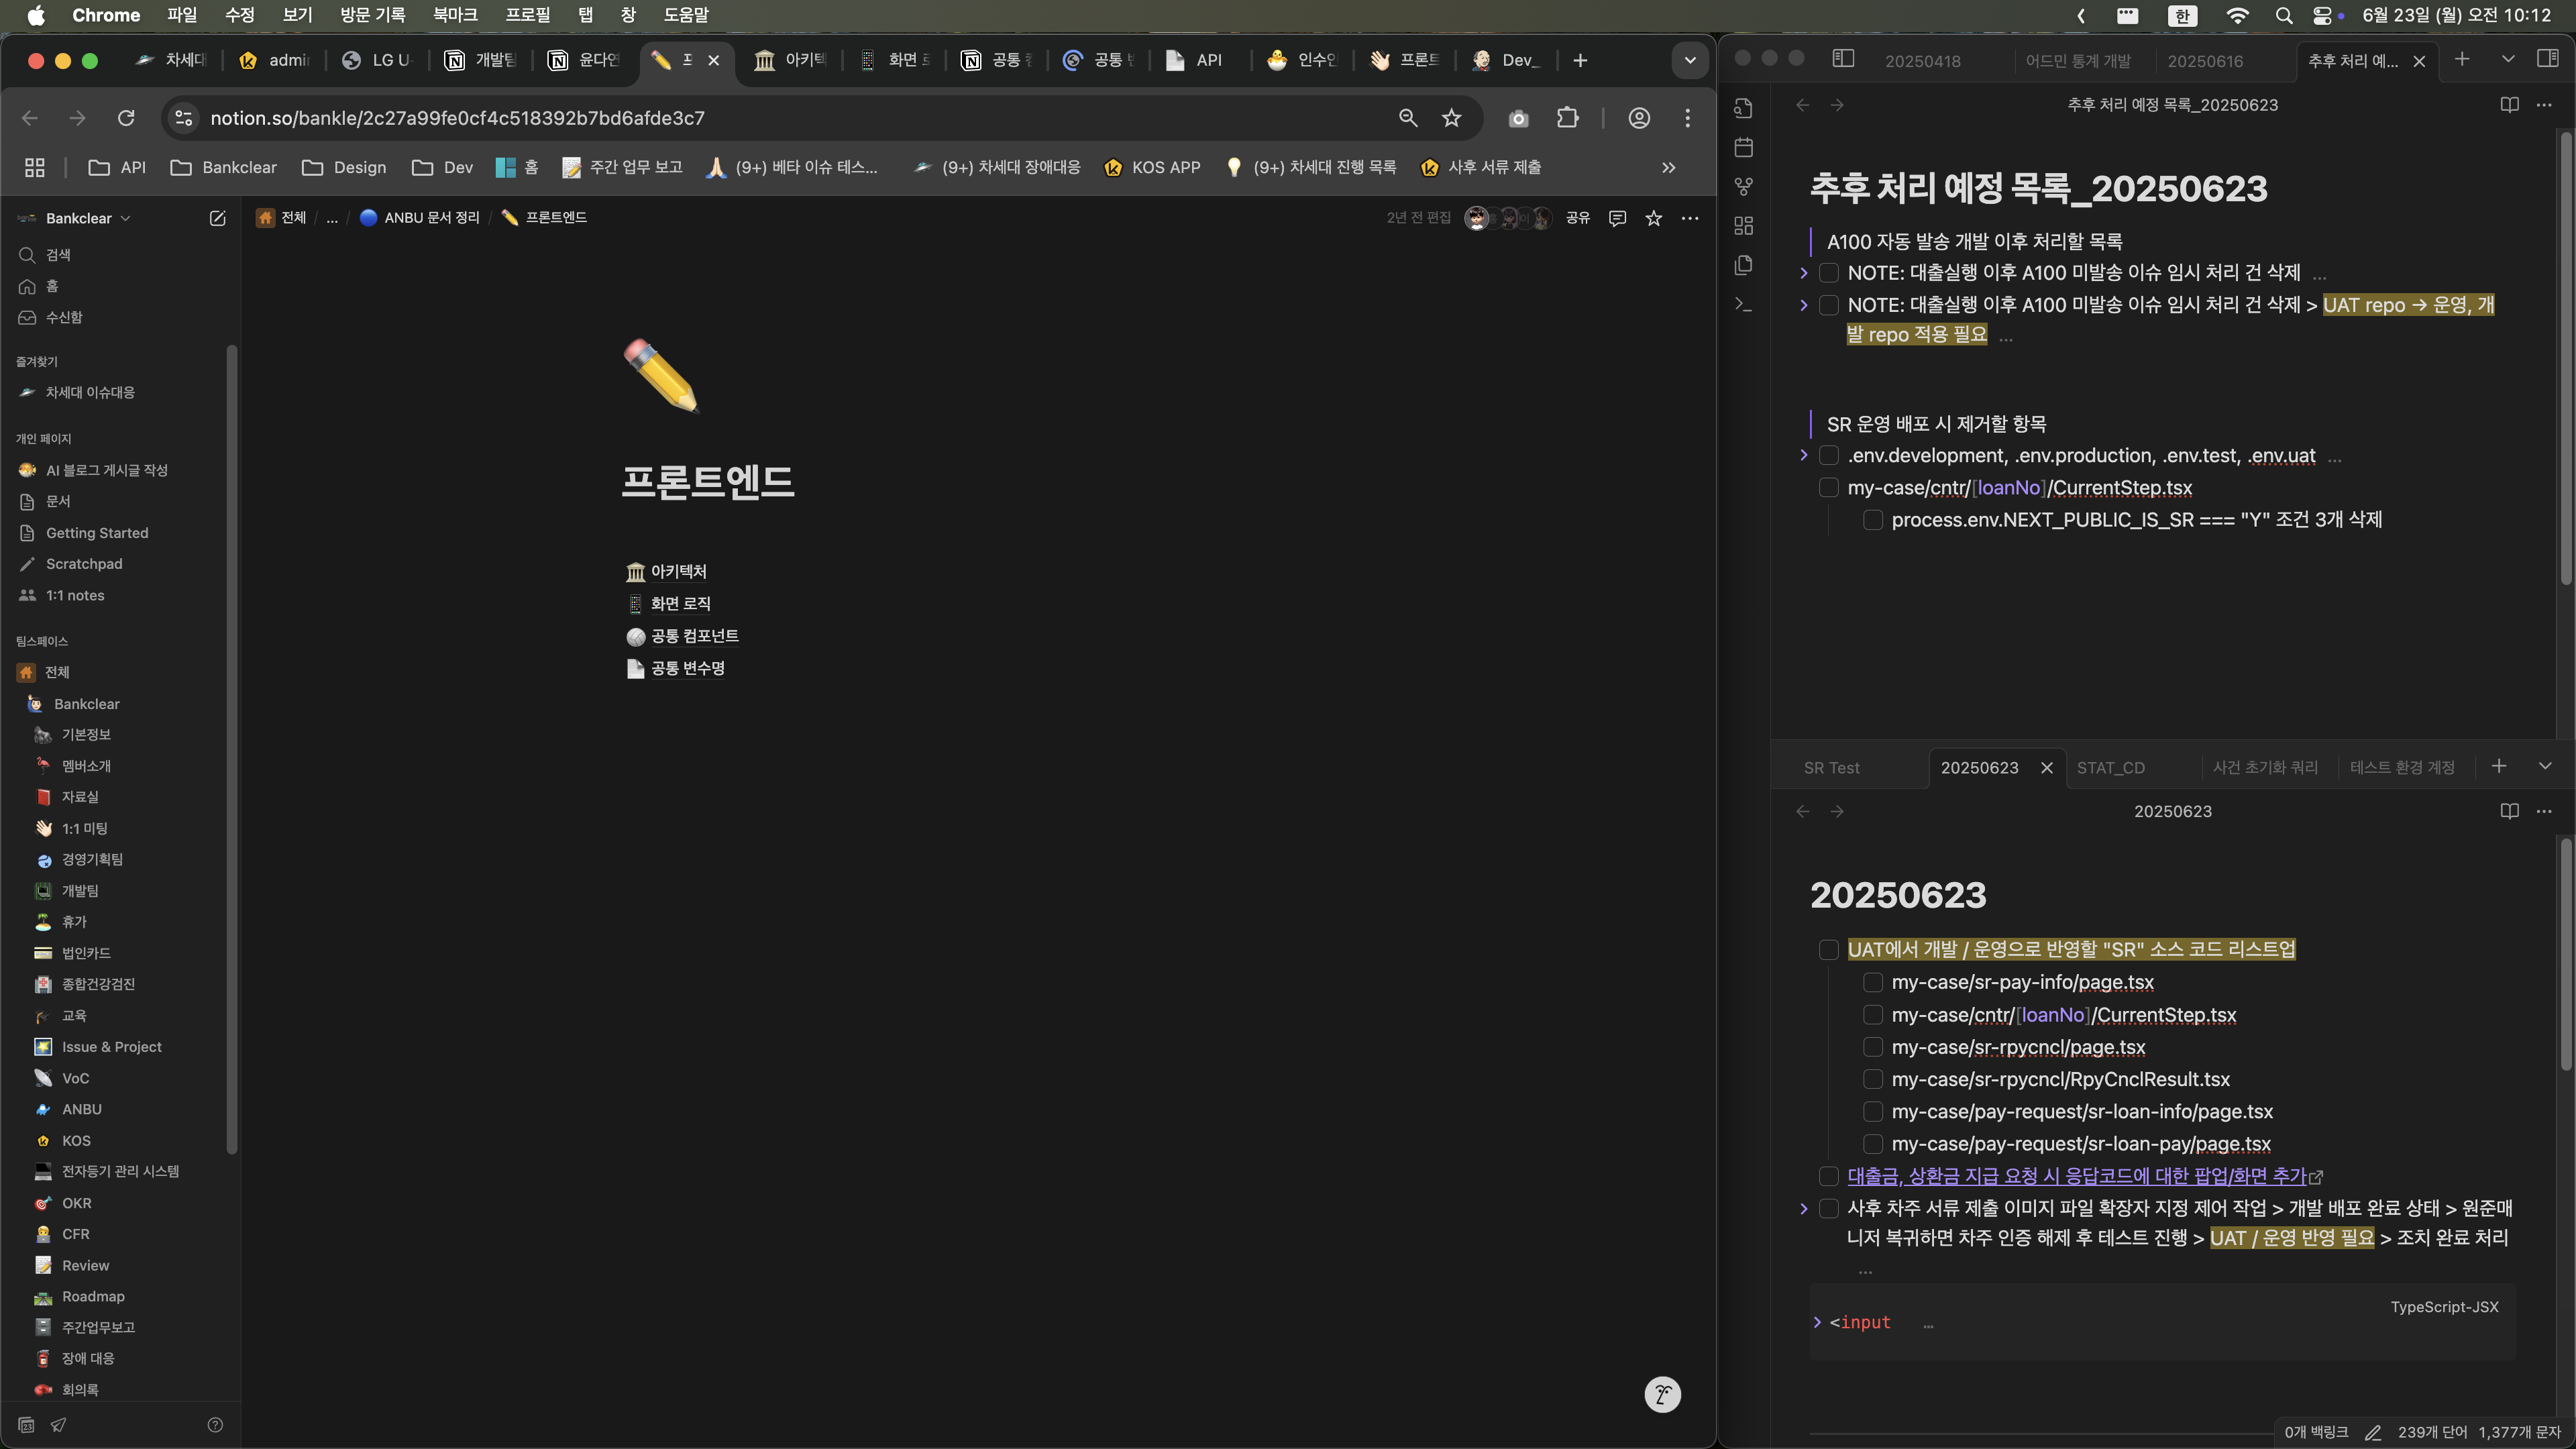 Chrome 파일 수정 보기 방문 기록 북마크 프로필 탭 창 도움말 한 6월 23일 (월) 오전 10:12
차세대 admi LG U- 개발팀 윤다연 아키텍 화면 공통 공통 API 인수인 프론트 Dev_
notion.so/bankle/2c27a99fe0cf4c518392b7bd6afde3c7
API Bankclear Design Dev 홈 주간 업무 보고 (9+) 베타 이슈 테스... (9+) 차세대 장애대응 KOS APP (9+) 차세대 진행 목록 사후 서류 제출
Bankclear
검색
홈
수신함
즐겨찾기
차세대 이슈대응
개인 페이지
AI 블로그 게시글 작성
문서
Getting Started
Scratchpad
1:1 notes
팀스페이스
전체
Bankclear
기본정보
멤버소개
자료실
1:1 미팅
경영기획팀
개발팀
휴가
법인카드
종합건강검진
교육
Issue & Project
VoC
ANBU
KOS
전자등기 관리 시스템
OKR
CFR
Review
Roadmap
주간업무보고
장애 대응
회의록
전체 / ... / ANBU 문서 정리 / 프론트엔드
2년 전 편집 공유
프론트엔드
아키텍처
화면 로직
공통 컴포넌트
공통 변수명
20250418 어드민 통계 개발 20250616 추후 처리 예...
추후 처리 예정 목록_20250623
추후 처리 예정 목록_20250623
A100 자동 발송 개발 이후 처리할 목록
NOTE: 대출실행 이후 A100 미발송 이슈 임시 처리 건 삭제 ...
NOTE: 대출실행 이후 A100 미발송 이슈 임시 처리 건 삭제 > UAT repo → 운영, 개
발 repo 적용 필요 ...
SR 운영 배포 시 제거할 항목
.env.development, .env.production, .env.test, .env.uat ...
my-case/cntr/[loanNo]/CurrentStep.tsx
process.env.NEXT_PUBLIC_IS_SR === "Y" 조건 3개 삭제
SR Test 20250623 STAT_CD 사건 초기화 쿼리 테스트 환경 계정
20250623
20250623
UAT에서 개발 / 운영으로 반영할 "SR" 소스 코드 리스트업
my-case/sr-pay-info/page.tsx
my-case/cntr/[loanNo]/CurrentStep.tsx
my-case/sr-rpycncl/page.tsx
my-case/sr-rpycncl/RpyCnclResult.tsx
my-case/pay-request/sr-loan-info/page.tsx
my-case/pay-request/sr-loan-pay/page.tsx
대출금, 상환금 지급 요청 시 응답코드에 대한 팝업/화면 추가
사후 차주 서류 제출 이미지 파일 확장자 지정 제어 작업 > 개발 배포 완료 상태 > 원준매
니저 복귀하면 차주 인증 해제 후 테스트 진행 > UAT / 운영 반영 필요 > 조치 완료 처리
...
TypeScript-JSX
<input ...
0개 백링크 239개 단어 1,377개 문자